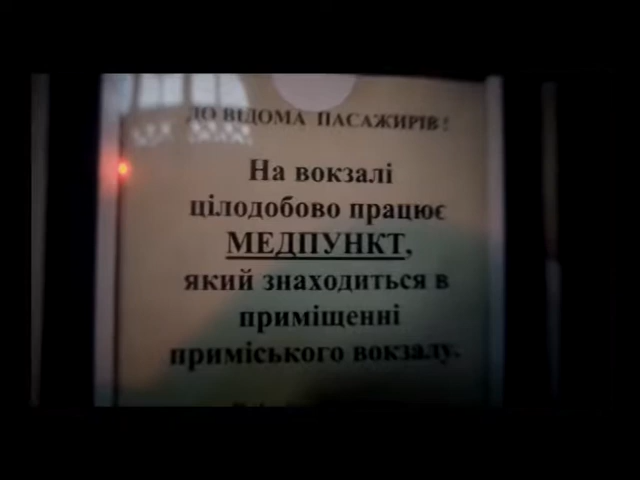 ДО ВІДОМА ПАСАЖИРІВ!
На вокзалі
цілодобово працює
МЕДПУНКТ,
який знаходиться в
приміщенні
приміського вокзалу.